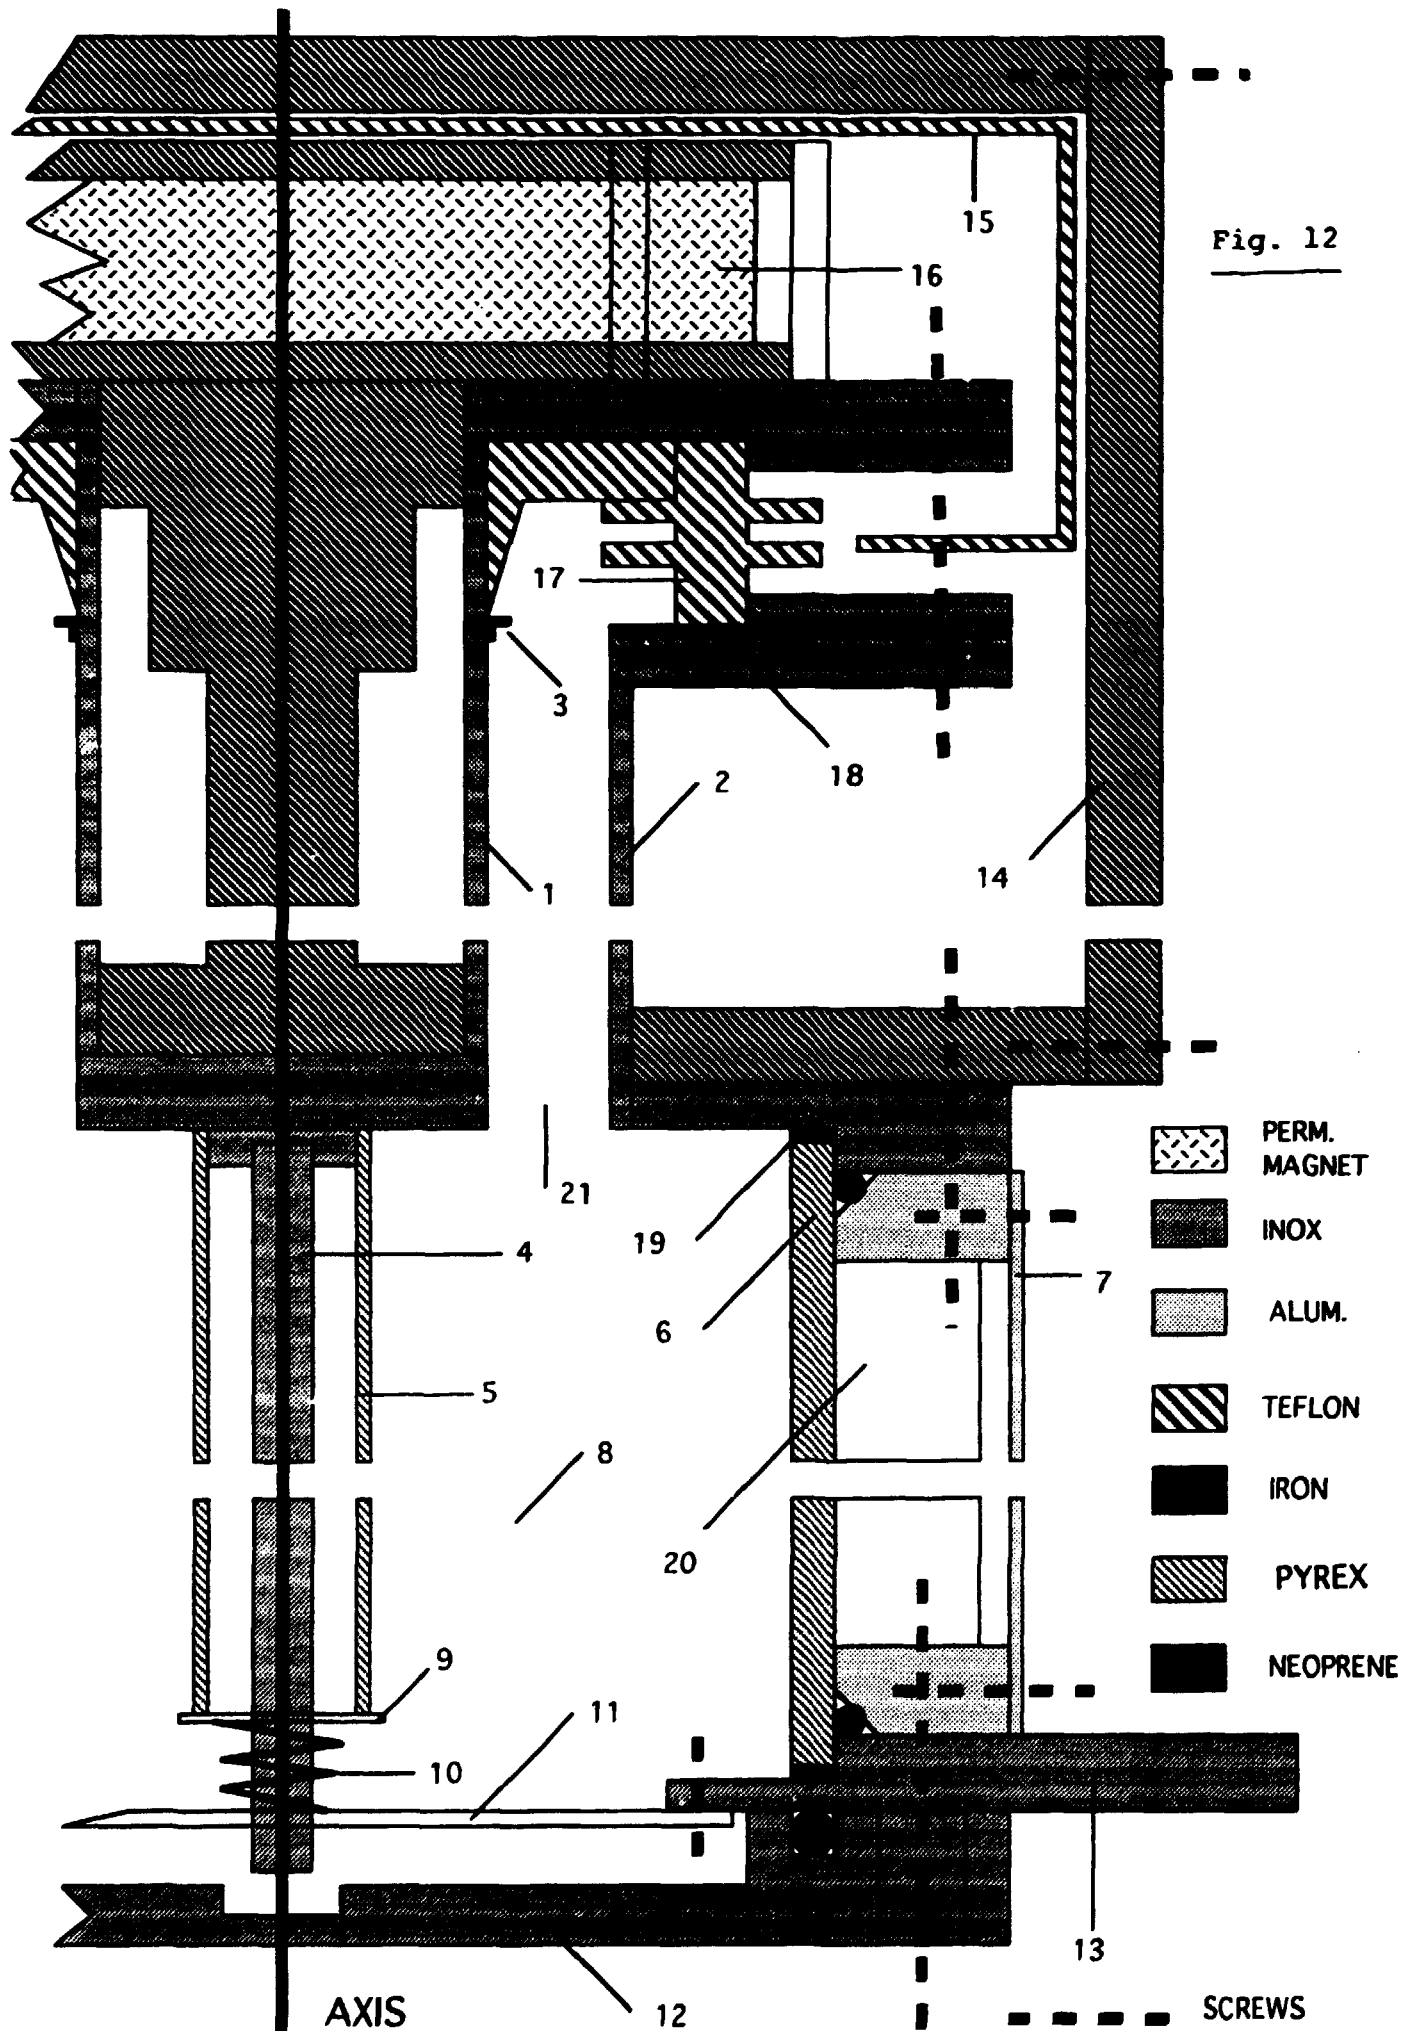 15
Fig. 12
16
17
3
18
2
14
1
PERM.
MAGNET
21
4
19
INOX
7
6
ALUM.
5
TEFLON
8
IRON
20
PYREX
9
NEOPRENE
11
10
13
AXIS
12
SCREWS